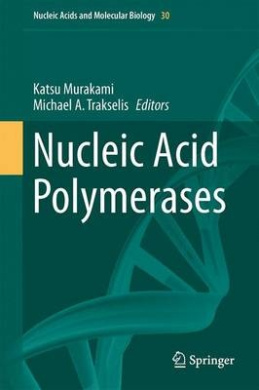 Nucleic Acids and Molecular Biology 30
Katsu Murakami
Michael A. Trakselis Editors
Nucleic Acid
Polymerases
Springer